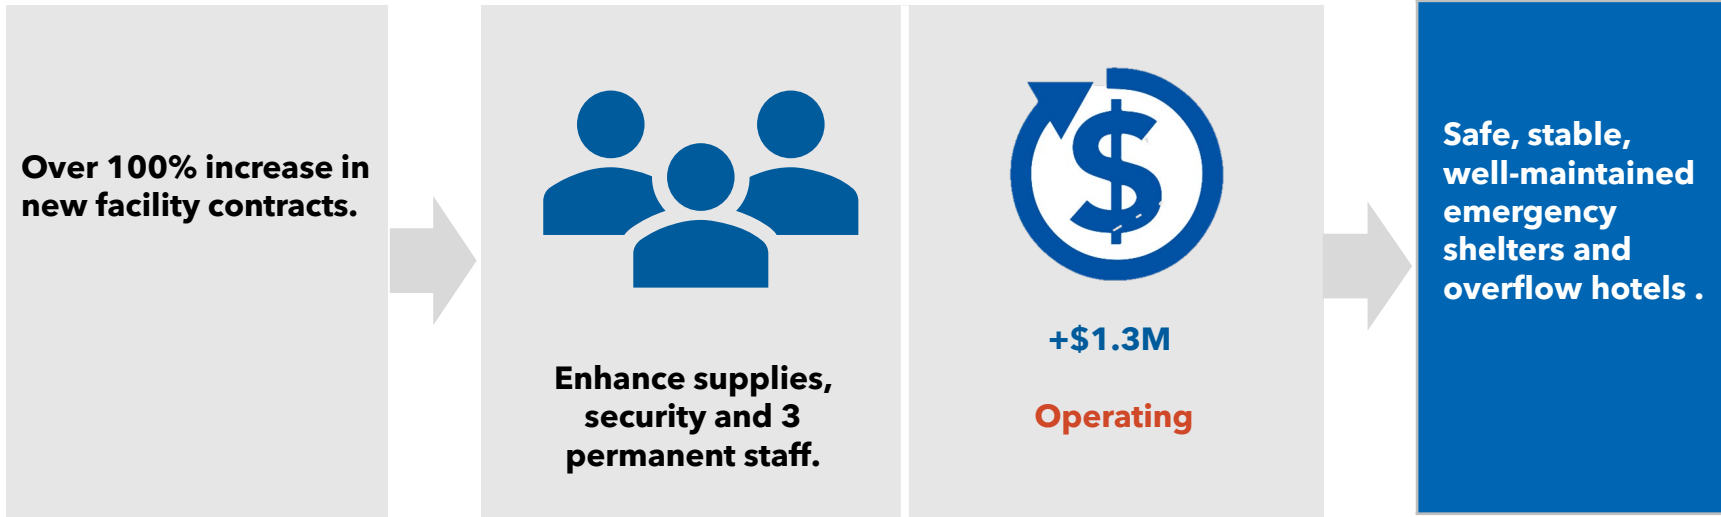 Over 100% increase in
new facility contracts.
Enhance supplies,
security and 3
permanent staff.
$
+$1.3M
Operating
Safe, stable,
well-maintained
emergency
shelters and
overflow hotels .